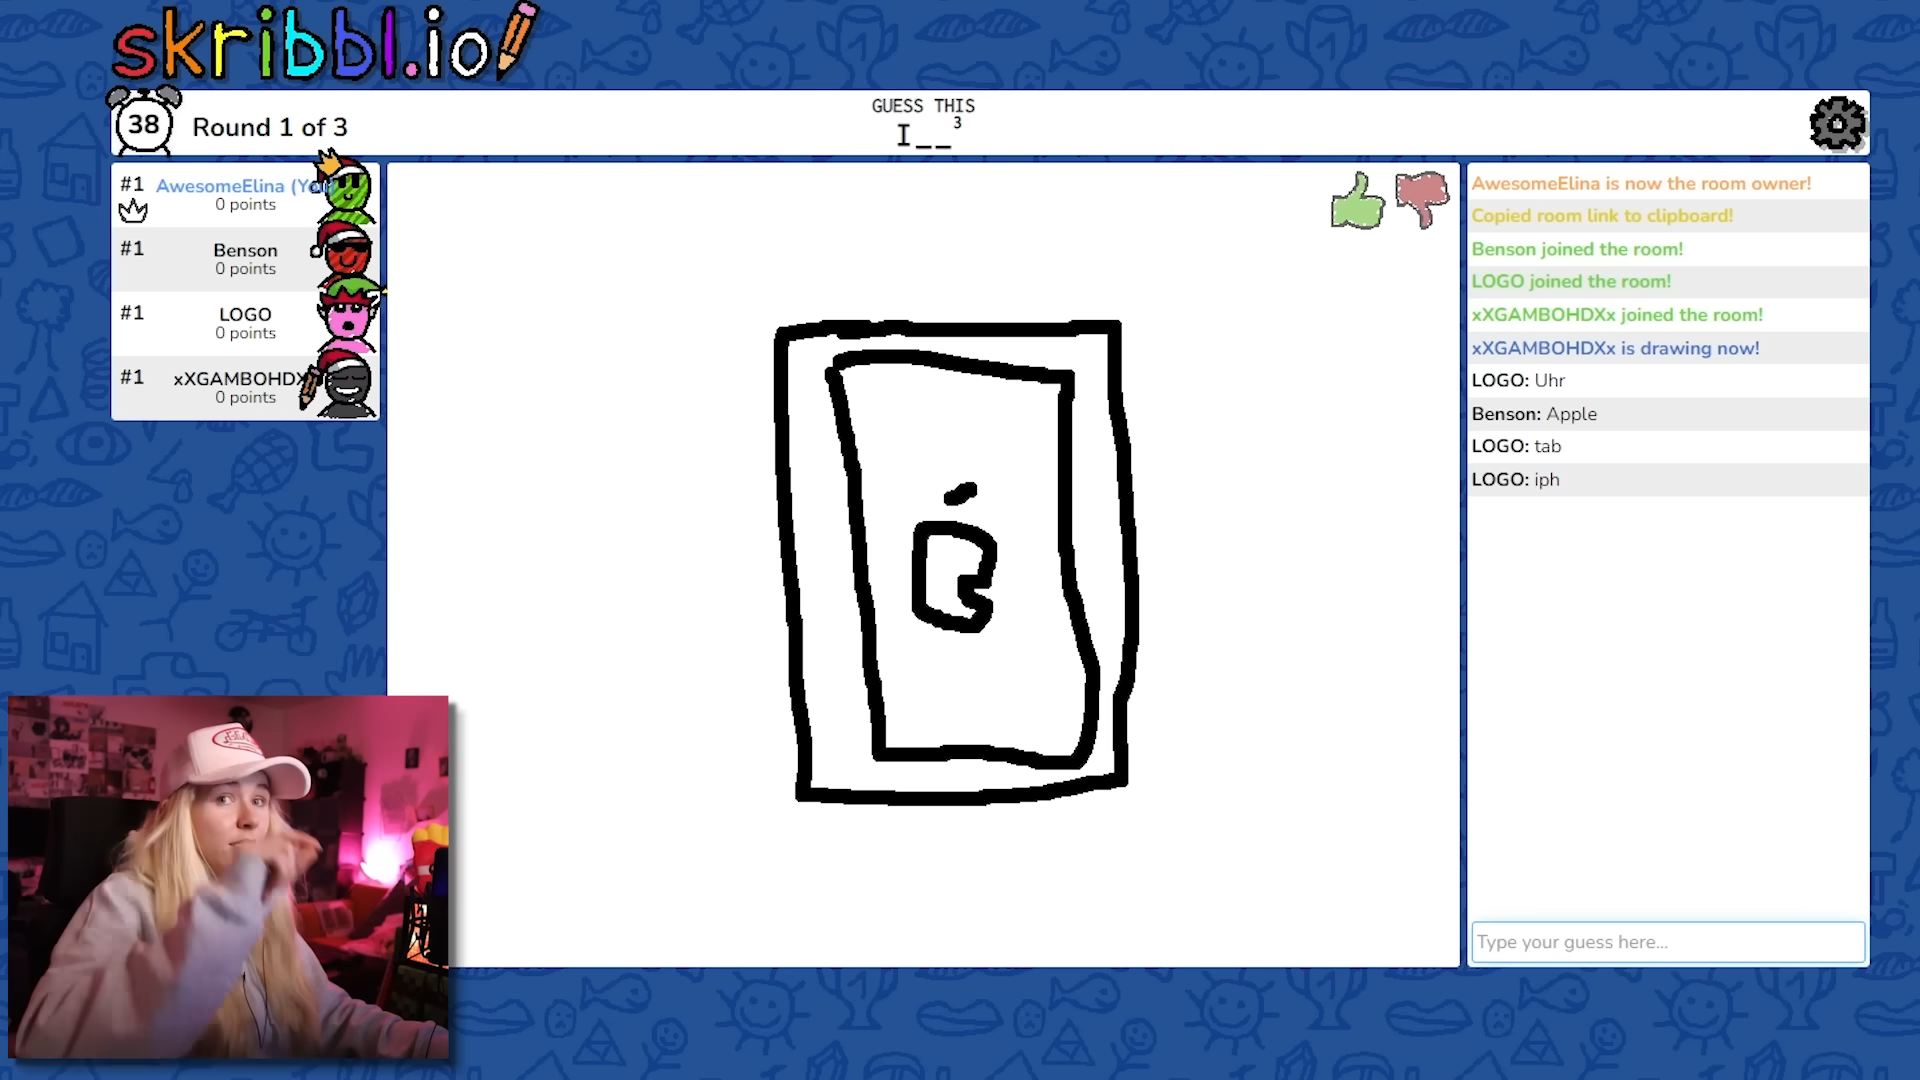 skribbl.io
38
Round 1 of 3
GUESS THIS
I__ 3
#1 AwesomeElina (You)
0 points
#1 Benson
0 points
#1 LOGO
0 points
#1 xXGAMBOHDX
0 points
AwesomeElina is now the room owner!
Copied room link to clipboard!
Benson joined the room!
LOGO joined the room!
xXGAMBOHDXx joined the room!
xXGAMBOHDXx is drawing now!
LOGO: Uhr
Benson: Apple
LOGO: tab
LOGO: iph
Type your guess here...